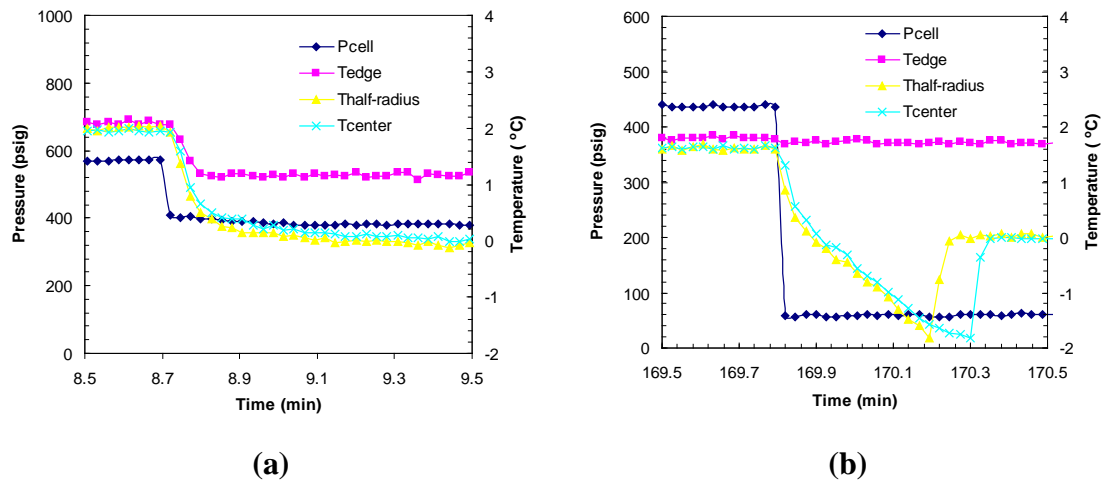 1000
800
600
400
200
0
Pressure (psig)
8.5
8.7
8.9
9.1
9.3
9.5
Time (min)
4
3
2
1
0
-1
-2
Temperature ( °C)
Pcell
Tedge
Thalf-radius
Tcenter
(a)
600
500
400
300
200
100
0
Pressure (psig)
169.5
169.7
169.9
170.1
170.3
170.5
Time (min)
4
3
2
1
0
-1
-2
Temperature ( °C)
Pcell
Tedge
Thalf-radius
Tcenter
(b)